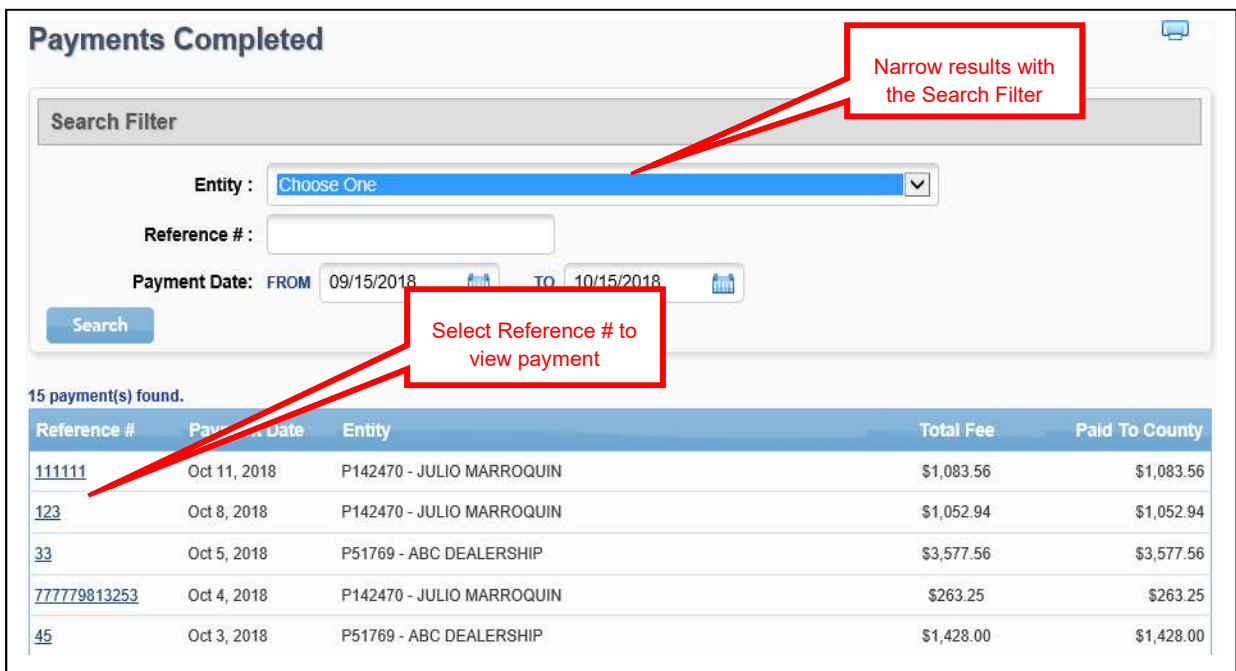 Payments Completed
Narrow results with
the Search Filter
Search Filter
Entity : Choose One
Reference # :
Payment Date: FROM 09/15/2018 TO 10/15/2018
Search
Select Reference # to
view payment
15 payment(s) found.
Reference # Payment Date Entity Total Fee Paid To County
111111 Oct 11, 2018 P142470 - JULIO MARROQUIN $1,083.56 $1,083.56
123 Oct 8, 2018 P142470 - JULIO MARROQUIN $1,052.94 $1,052.94
33 Oct 5, 2018 P51769 - ABC DEALERSHIP $3,577.56 $3,577.56
777779813253 Oct 4, 2018 P142470 - JULIO MARROQUIN $263.25 $263.25
45 Oct 3, 2018 P51769 - ABC DEALERSHIP $1,428.00 $1,428.00